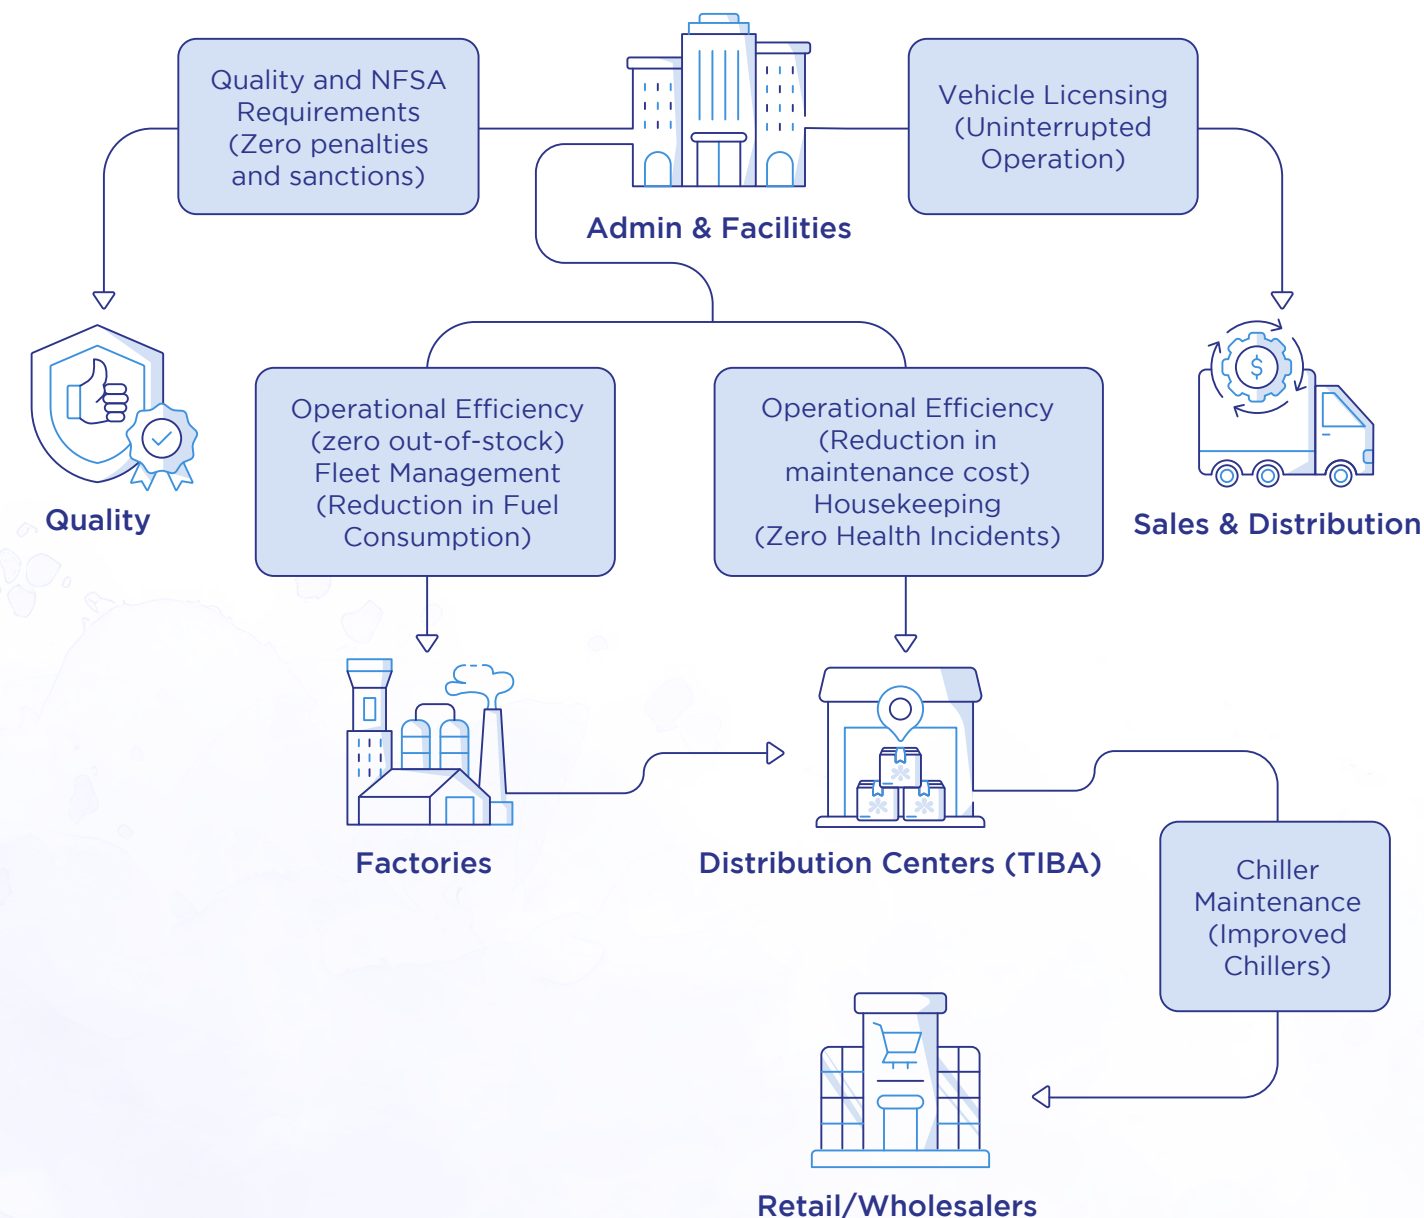 Quality and NFSA
Requirements
(Zero penalties
and sanctions)
Vehicle Licensing
(Uninterrupted
Operation)
Admin & Facilities
$
Operational Efficiency
(zero out-of-stock)
Fleet Management
(Reduction in Fuel
Consumption)
Operational Efficiency
(Reduction in
maintenance cost)
Housekeeping
(Zero Health Incidents)
Quality
Sales & Distribution
Factories
Distribution Centers (TIBA)
Chiller
Maintenance
(Improved
Chillers)
Retail/Wholesalers